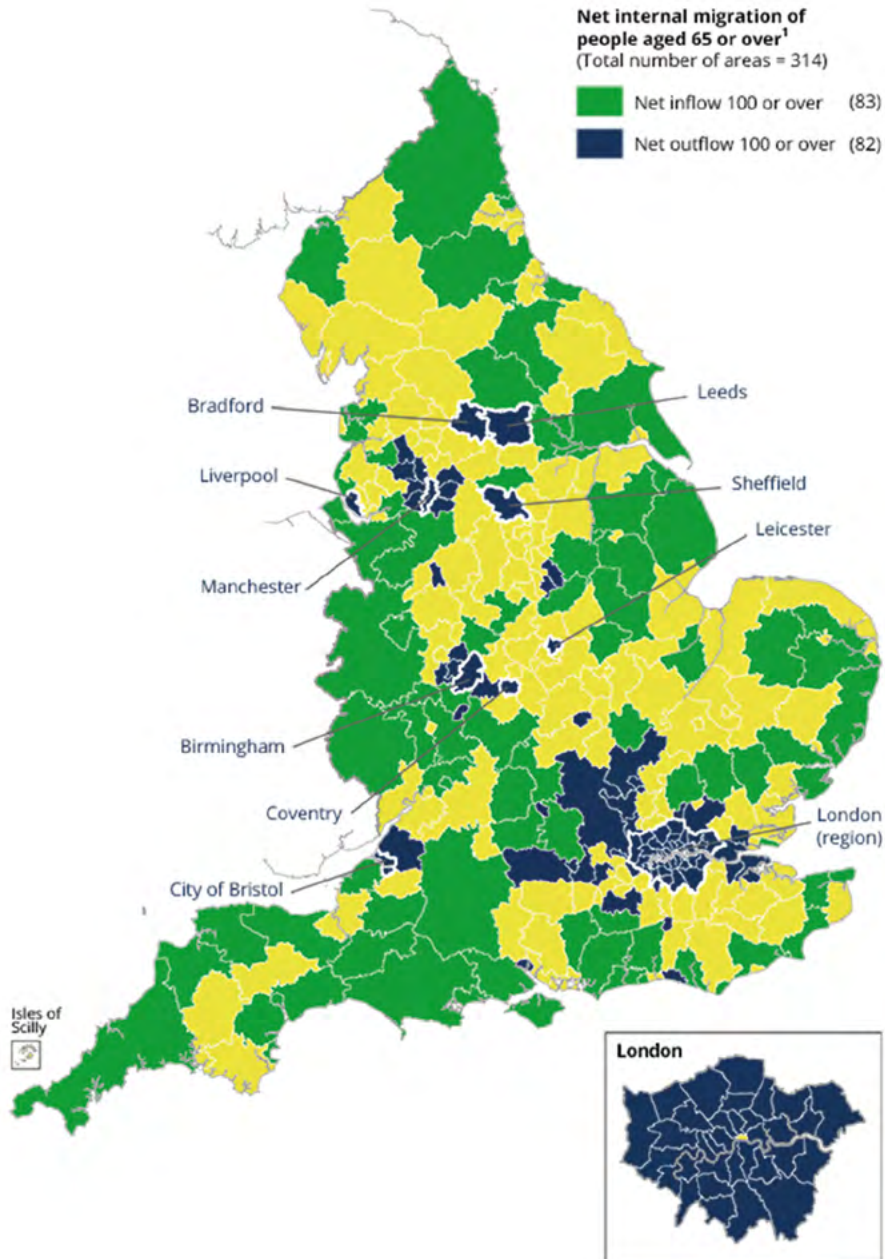 Net internal migration of
people aged 65 or over¹
(Total number of areas = 314)
Net inflow 100 or over (83)
Net outflow 100 or over (82)
Bradford
Leeds
Liverpool
Sheffield
Leicester
Manchester
Birmingham
Coventry
London
(region)
City of Bristol
Isles of
Scilly
London